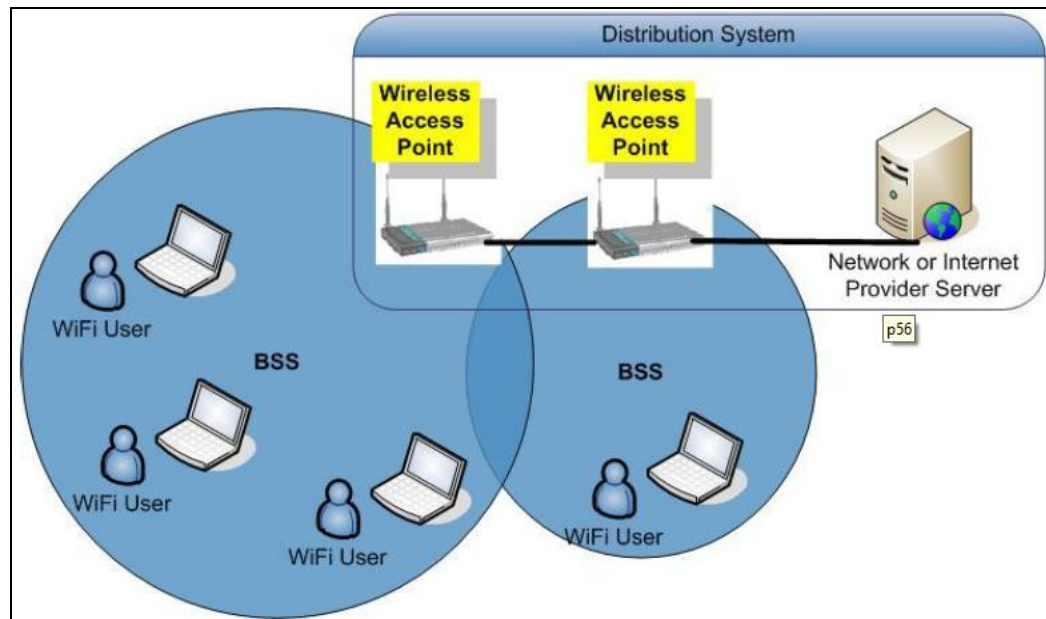 Distribution System
Wireless
Access
Point
Wireless
Access
Point
Network or Internet
Provider Server
p56
WiFi User
BSS
BSS
WiFi User
WiFi User
WiFi User